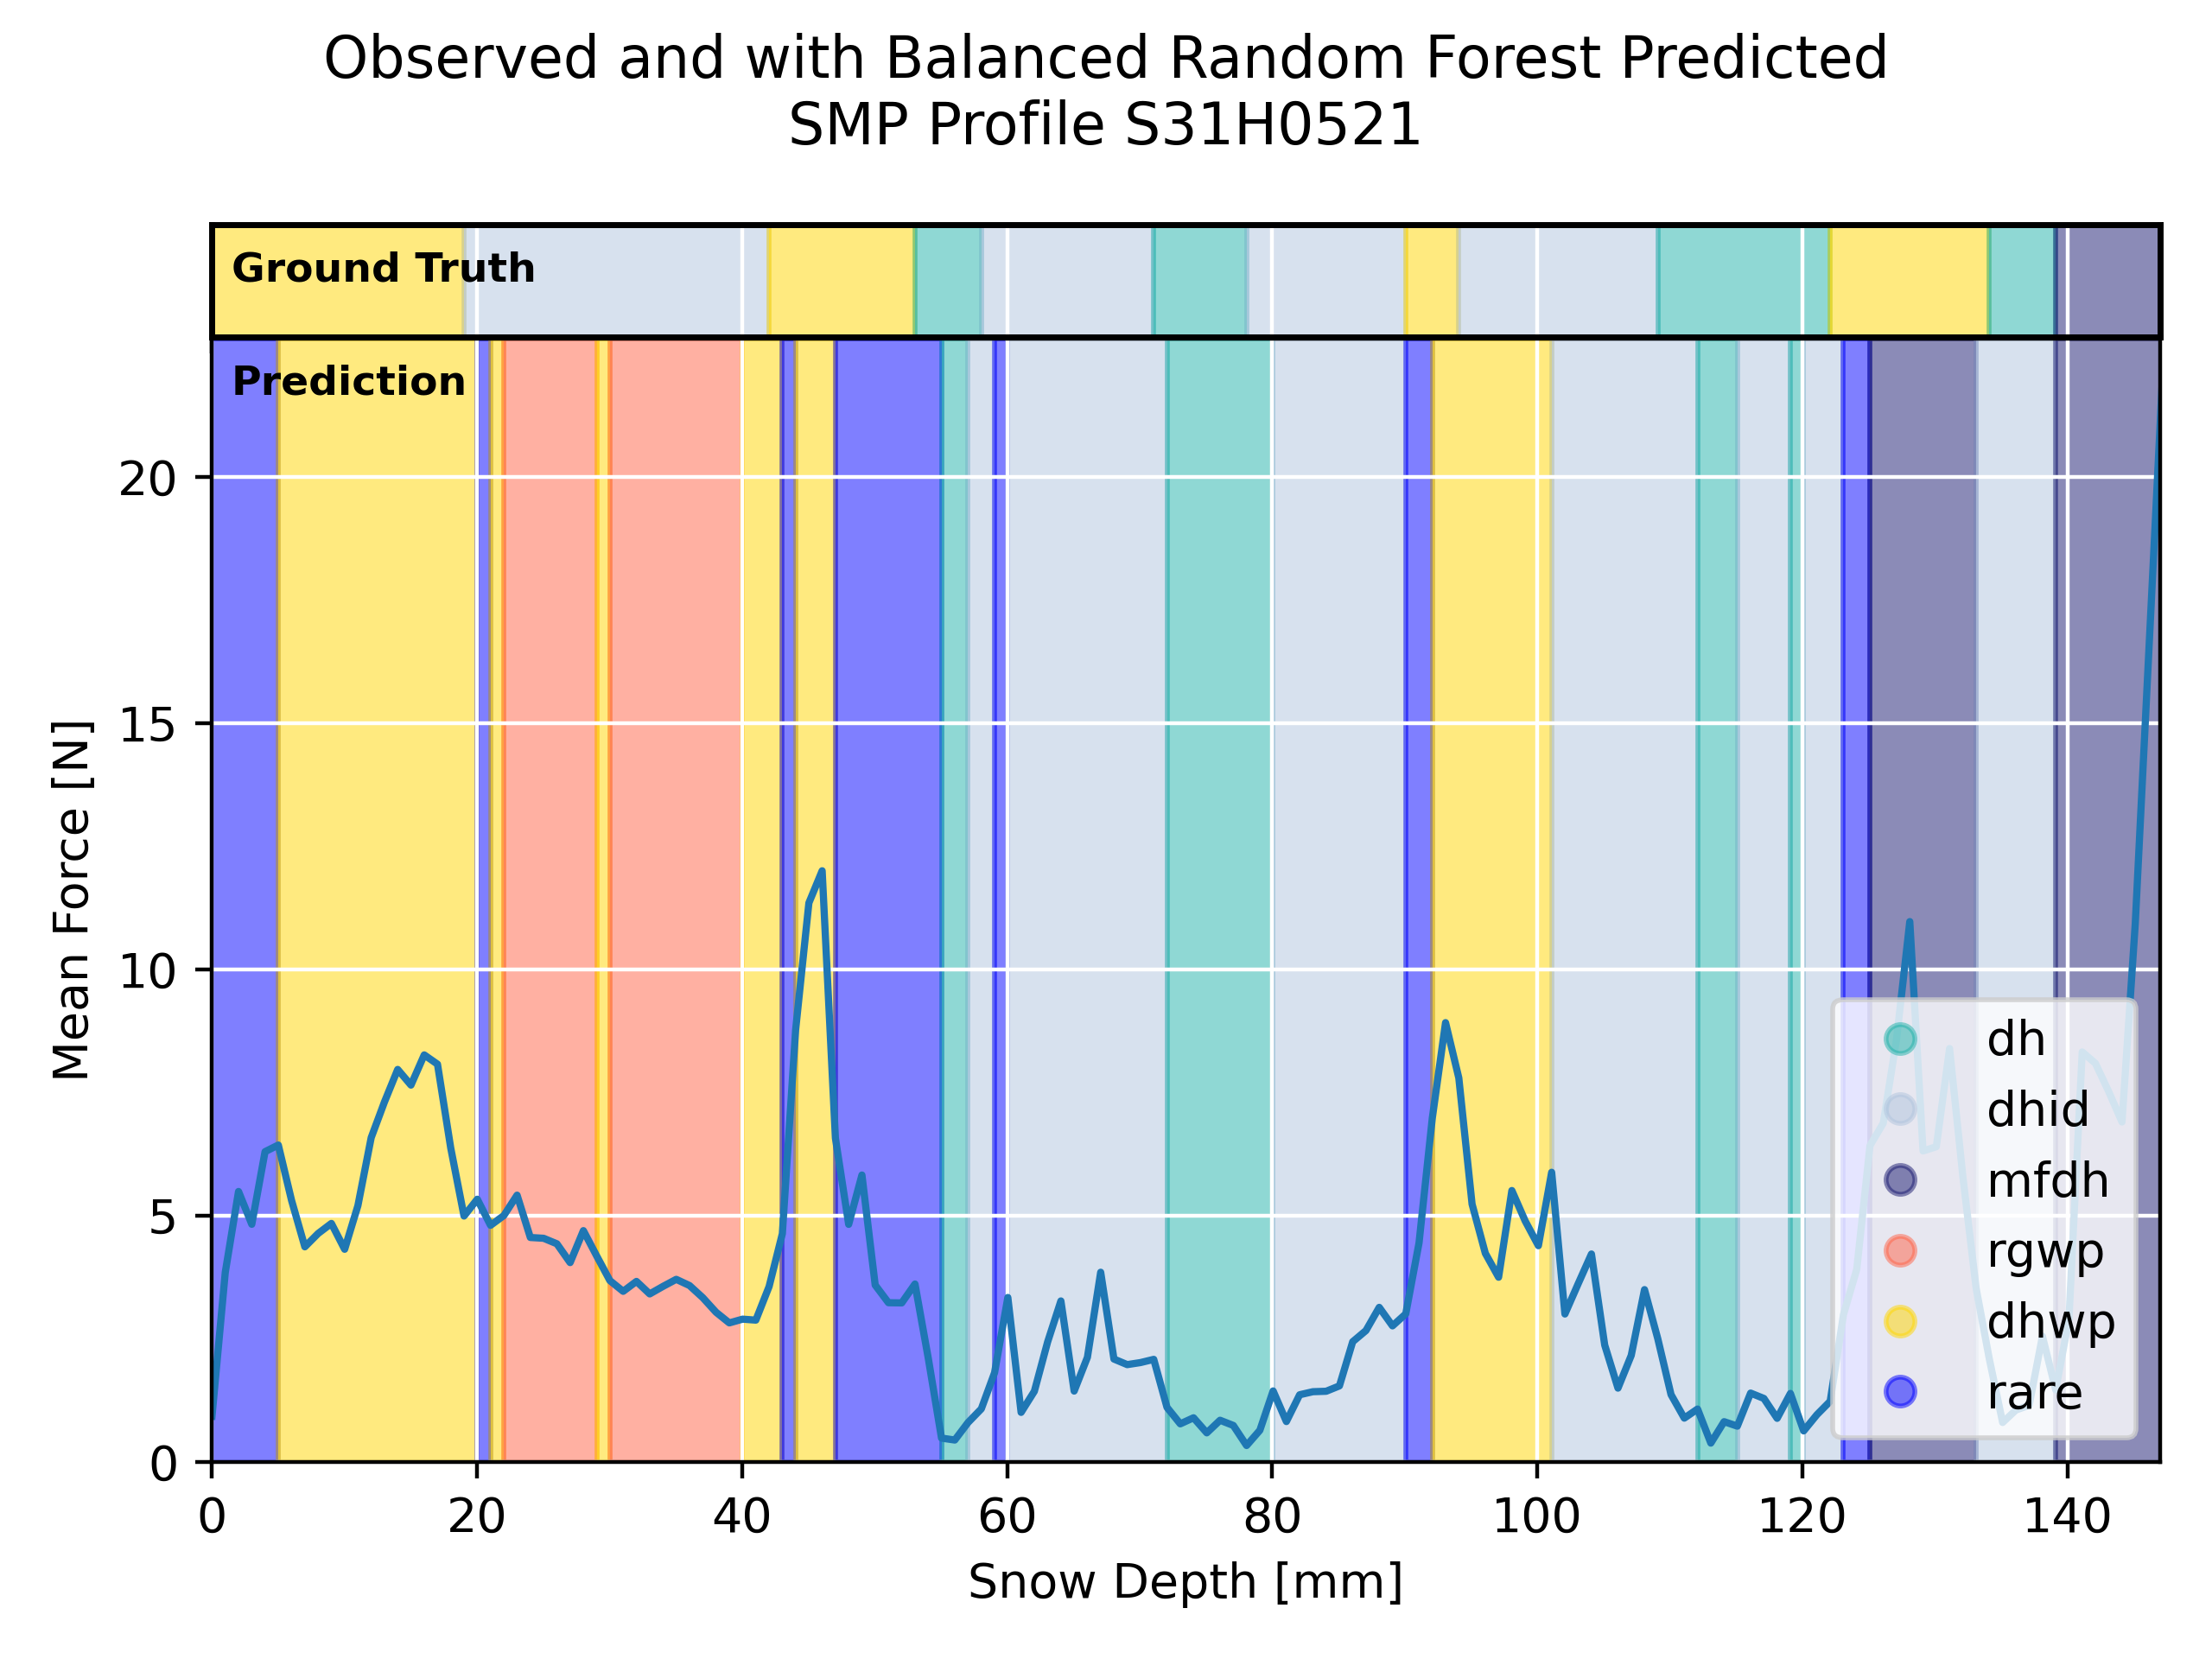 Observed and with Balanced Random Forest Predicted
SMP Profile S31H0521
Ground Truth
Prediction
20
15
10
5
0
Mean Force [N]
dh
dhid
mfdh
rgwp
dhwp
rare
0 20 40 60 80 100 120 140
Snow Depth [mm]